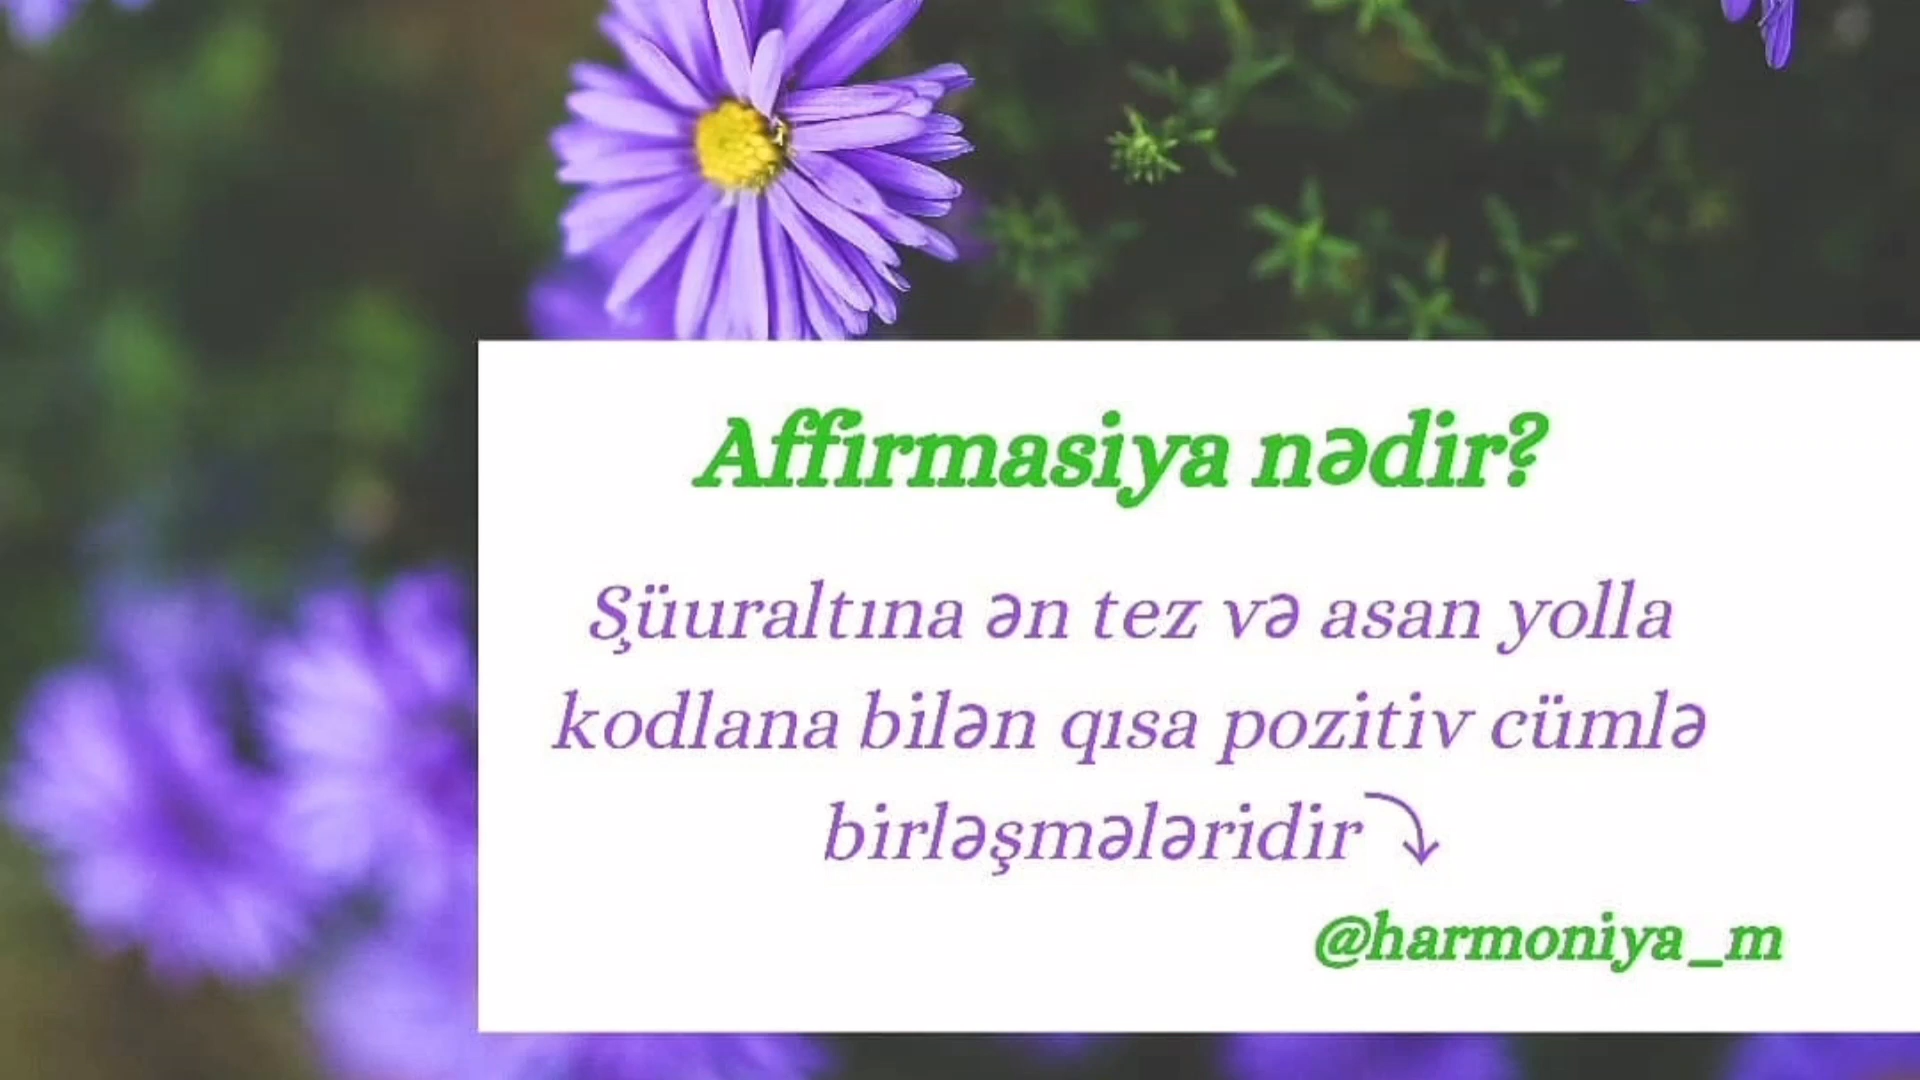 Affirmasiya nədir?
Şüuraltına ən tez və asan yolla
kodlana bilən qısa pozitiv cümlə
birləşmələridir
@harmoniya_m